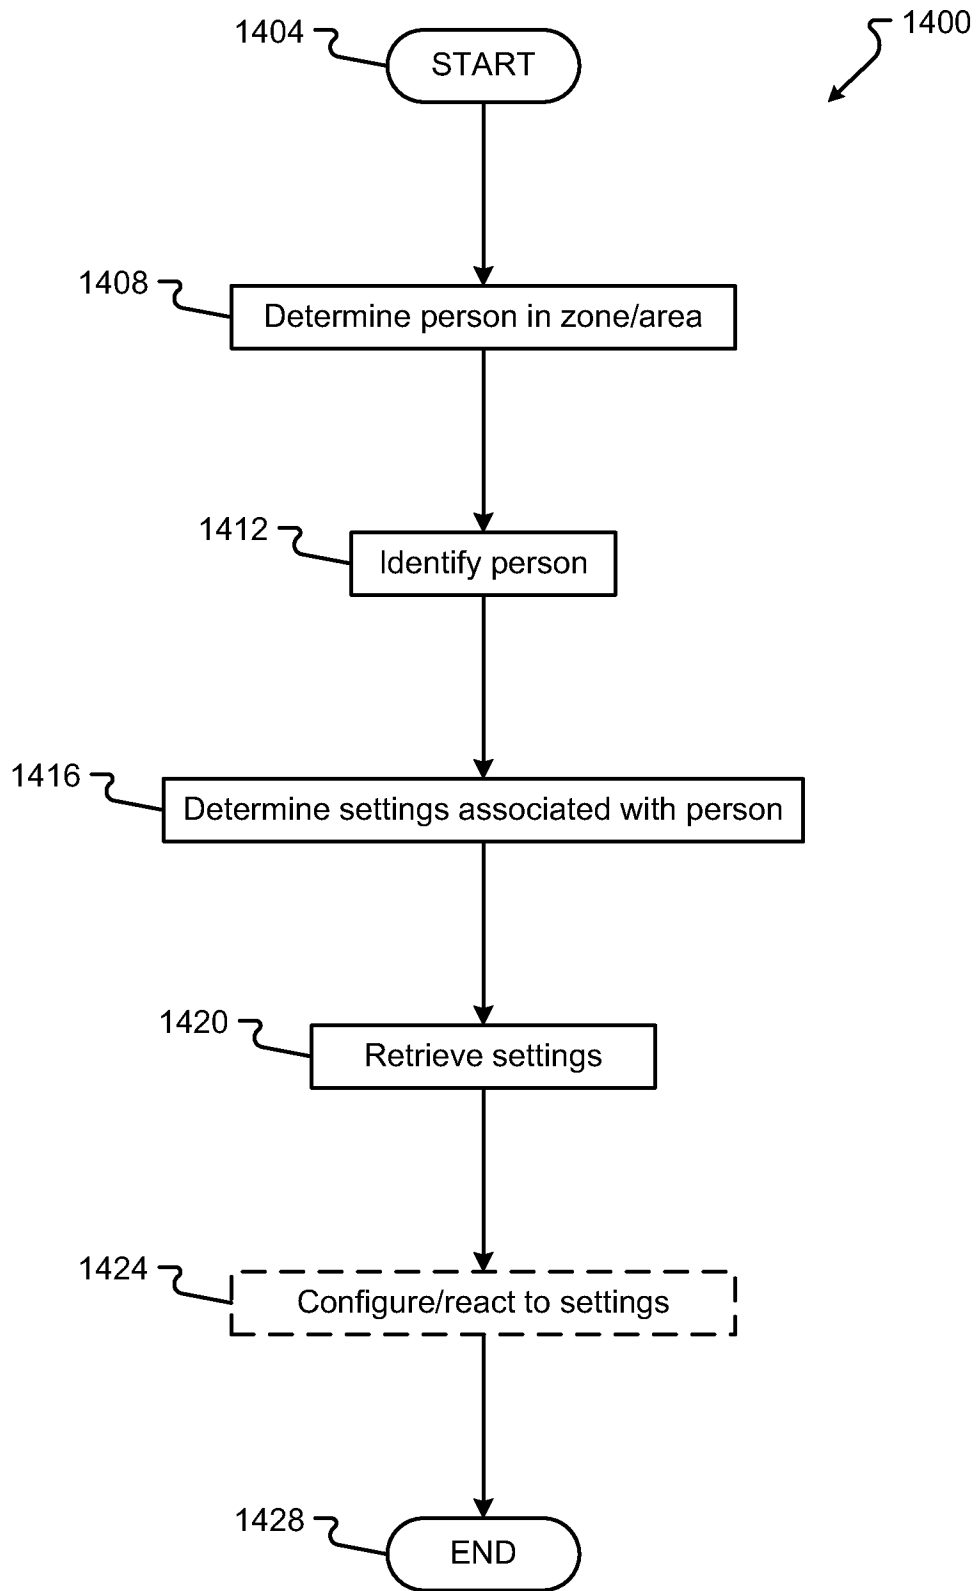 1400
1404
START
1408
Determine person in zone/area
1412
Identify person
1416
Determine settings associated with person
1420
Retrieve settings
1424
Configure/react to settings
1428
END